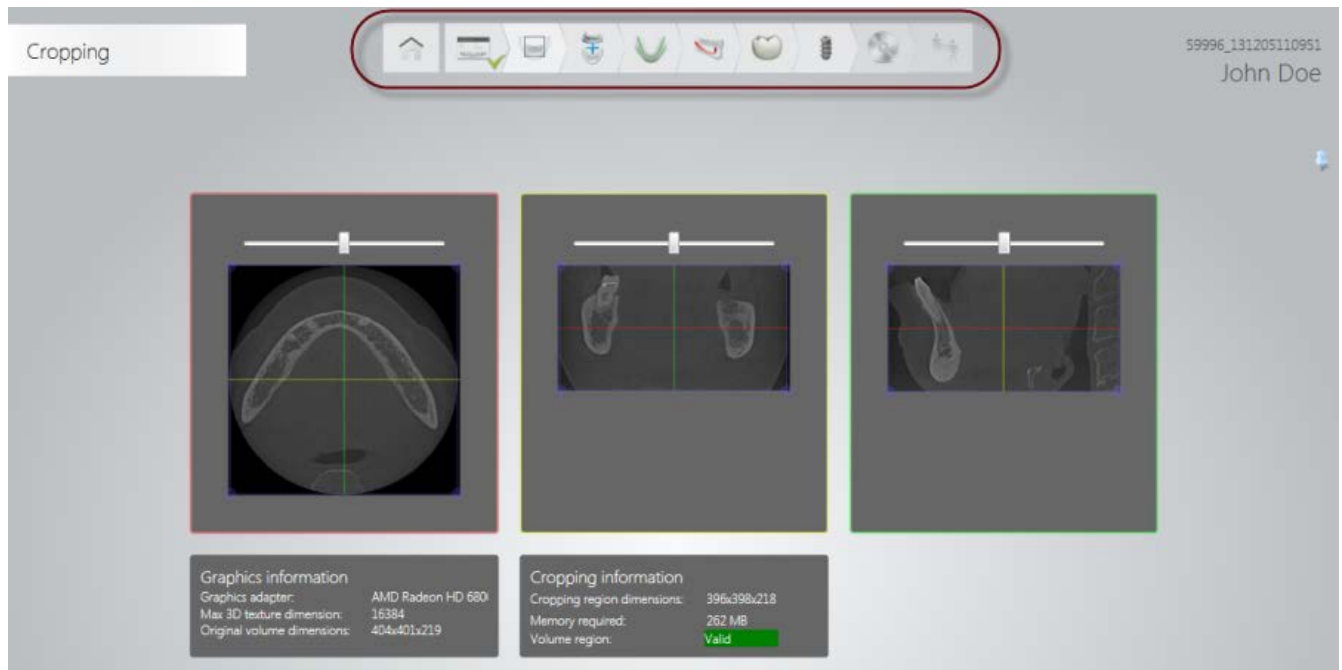 Cropping
59996_131205110951
John Doe
Graphics information
Graphics adapter: AMD Radeon HD 680
Max 3D texture dimension: 16384
Original volume dimensions: 404x401x219
Cropping information
Cropping region dimensions: 396x398x218
Memory required: 262 MB
Volume region: Valid